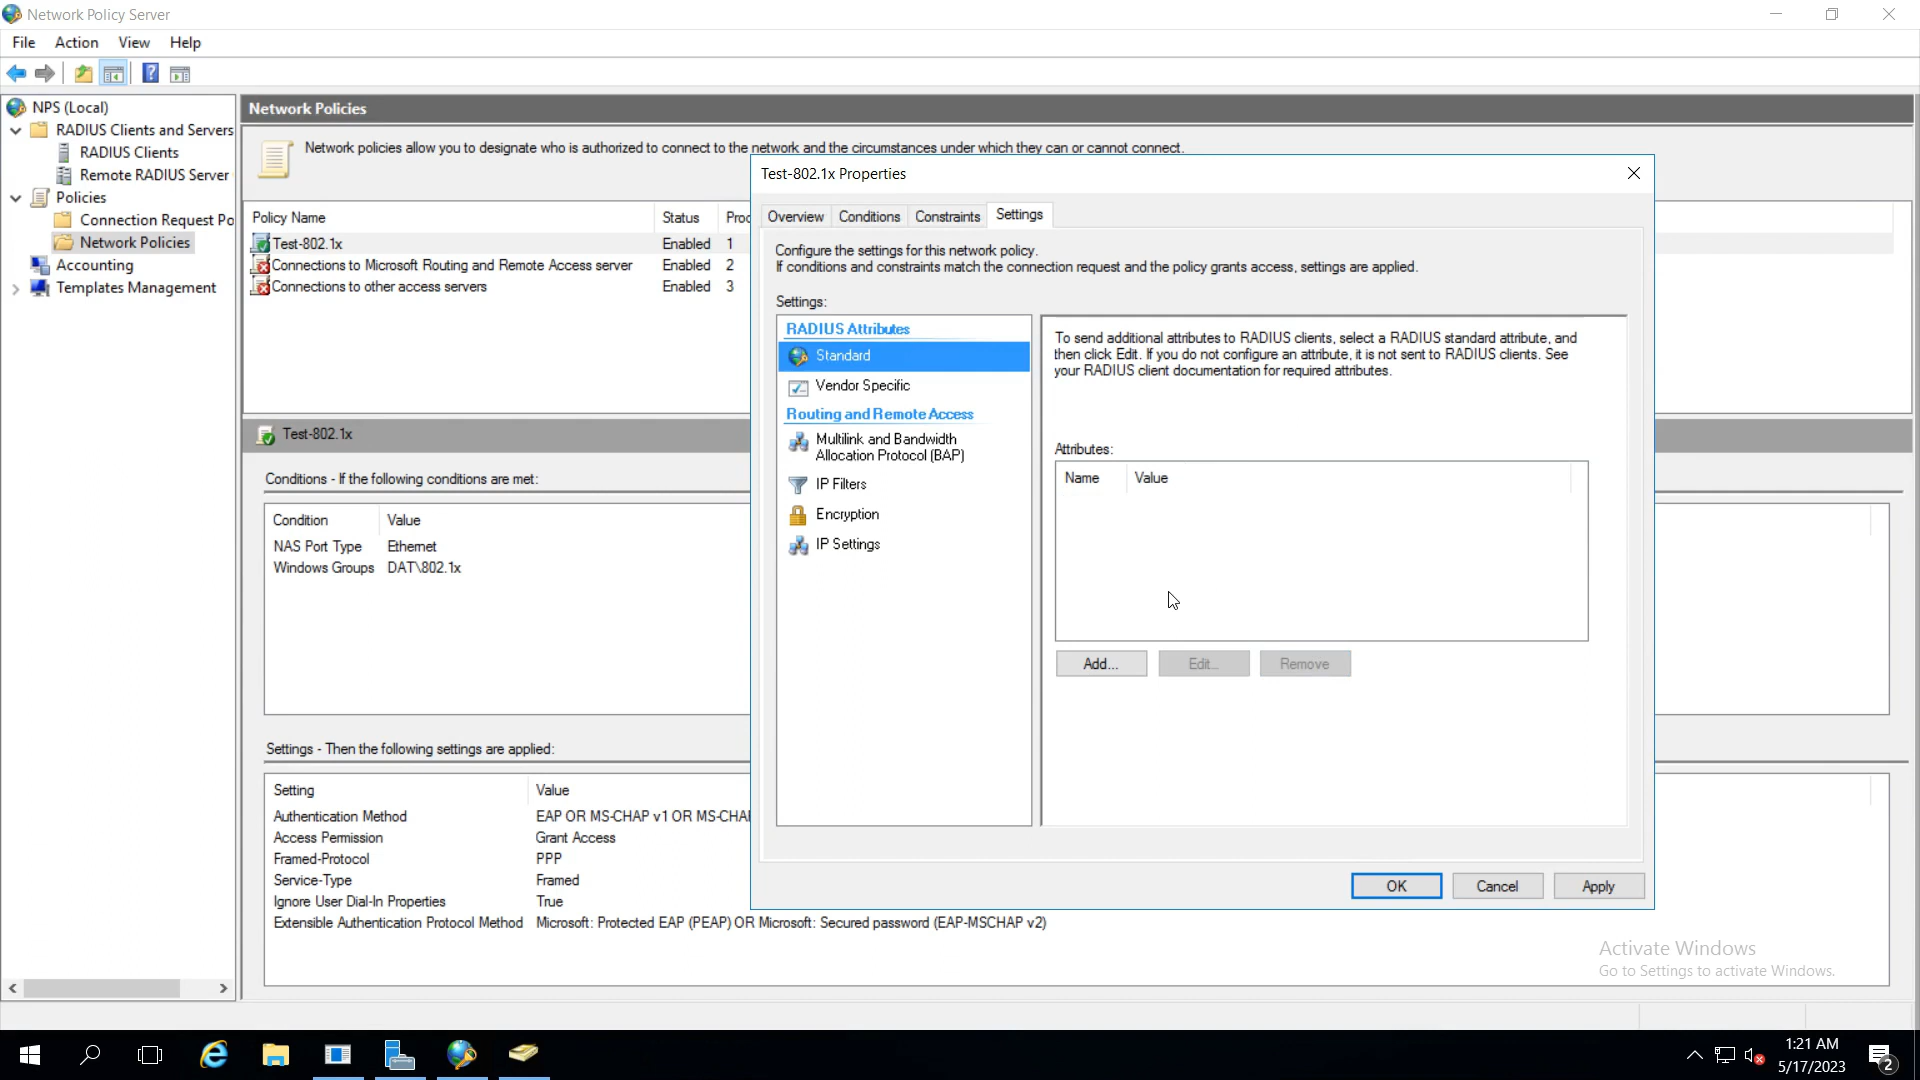 Network Policy Server
File Action View Help
NPS (Local)
RADIUS Clients and Servers
RADIUS Clients
Remote RADIUS Server
Policies
Connection Request Po
Network Policies
Accounting
Templates Management
Network Policies
Network policies allow you to designate who is authorized to connect to the network and the circumstances under which they can or cannot connect.
Policy Name Status Proc
Test-802.1x Enabled 1
Connections to Microsoft Routing and Remote Access server Enabled 2
Connections to other access servers Enabled 3
Test-802.1x
Conditions - If the following conditions are met:
Condition Value
NAS Port Type Ethernet
Windows Groups DAT\802.1x
Settings - Then the following settings are applied:
Setting Value
Authentication Method EAP OR MS-CHAP v1 OR MS-CHAP
Access Permission Grant Access
Framed-Protocol PPP
Service-Type Framed
Ignore User Dial-In Properties True
Extensible Authentication Protocol Method Microsoft: Protected EAP (PEAP) OR Microsoft: Secured password (EAP-MSCHAP v2)
Test-802.1x Properties
Overview Conditions Constraints Settings
Configure the settings for this network policy.
If conditions and constraints match the connection request and the policy grants access, settings are applied.
Settings:
RADIUS Attributes
Standard
Vendor Specific
Routing and Remote Access
Multilink and Bandwidth
Allocation Protocol (BAP)
IP Filters
Encryption
IP Settings
To send additional attributes to RADIUS clients, select a RADIUS standard attribute, and
then click Edit. If you do not configure an attribute, it is not sent to RADIUS clients. See
your RADIUS client documentation for required attributes.
Attributes:
Name Value
Add... Edit... Remove
OK Cancel Apply
Activate Windows
Go to Settings to activate Windows.
1:21 AM
5/17/2023
2